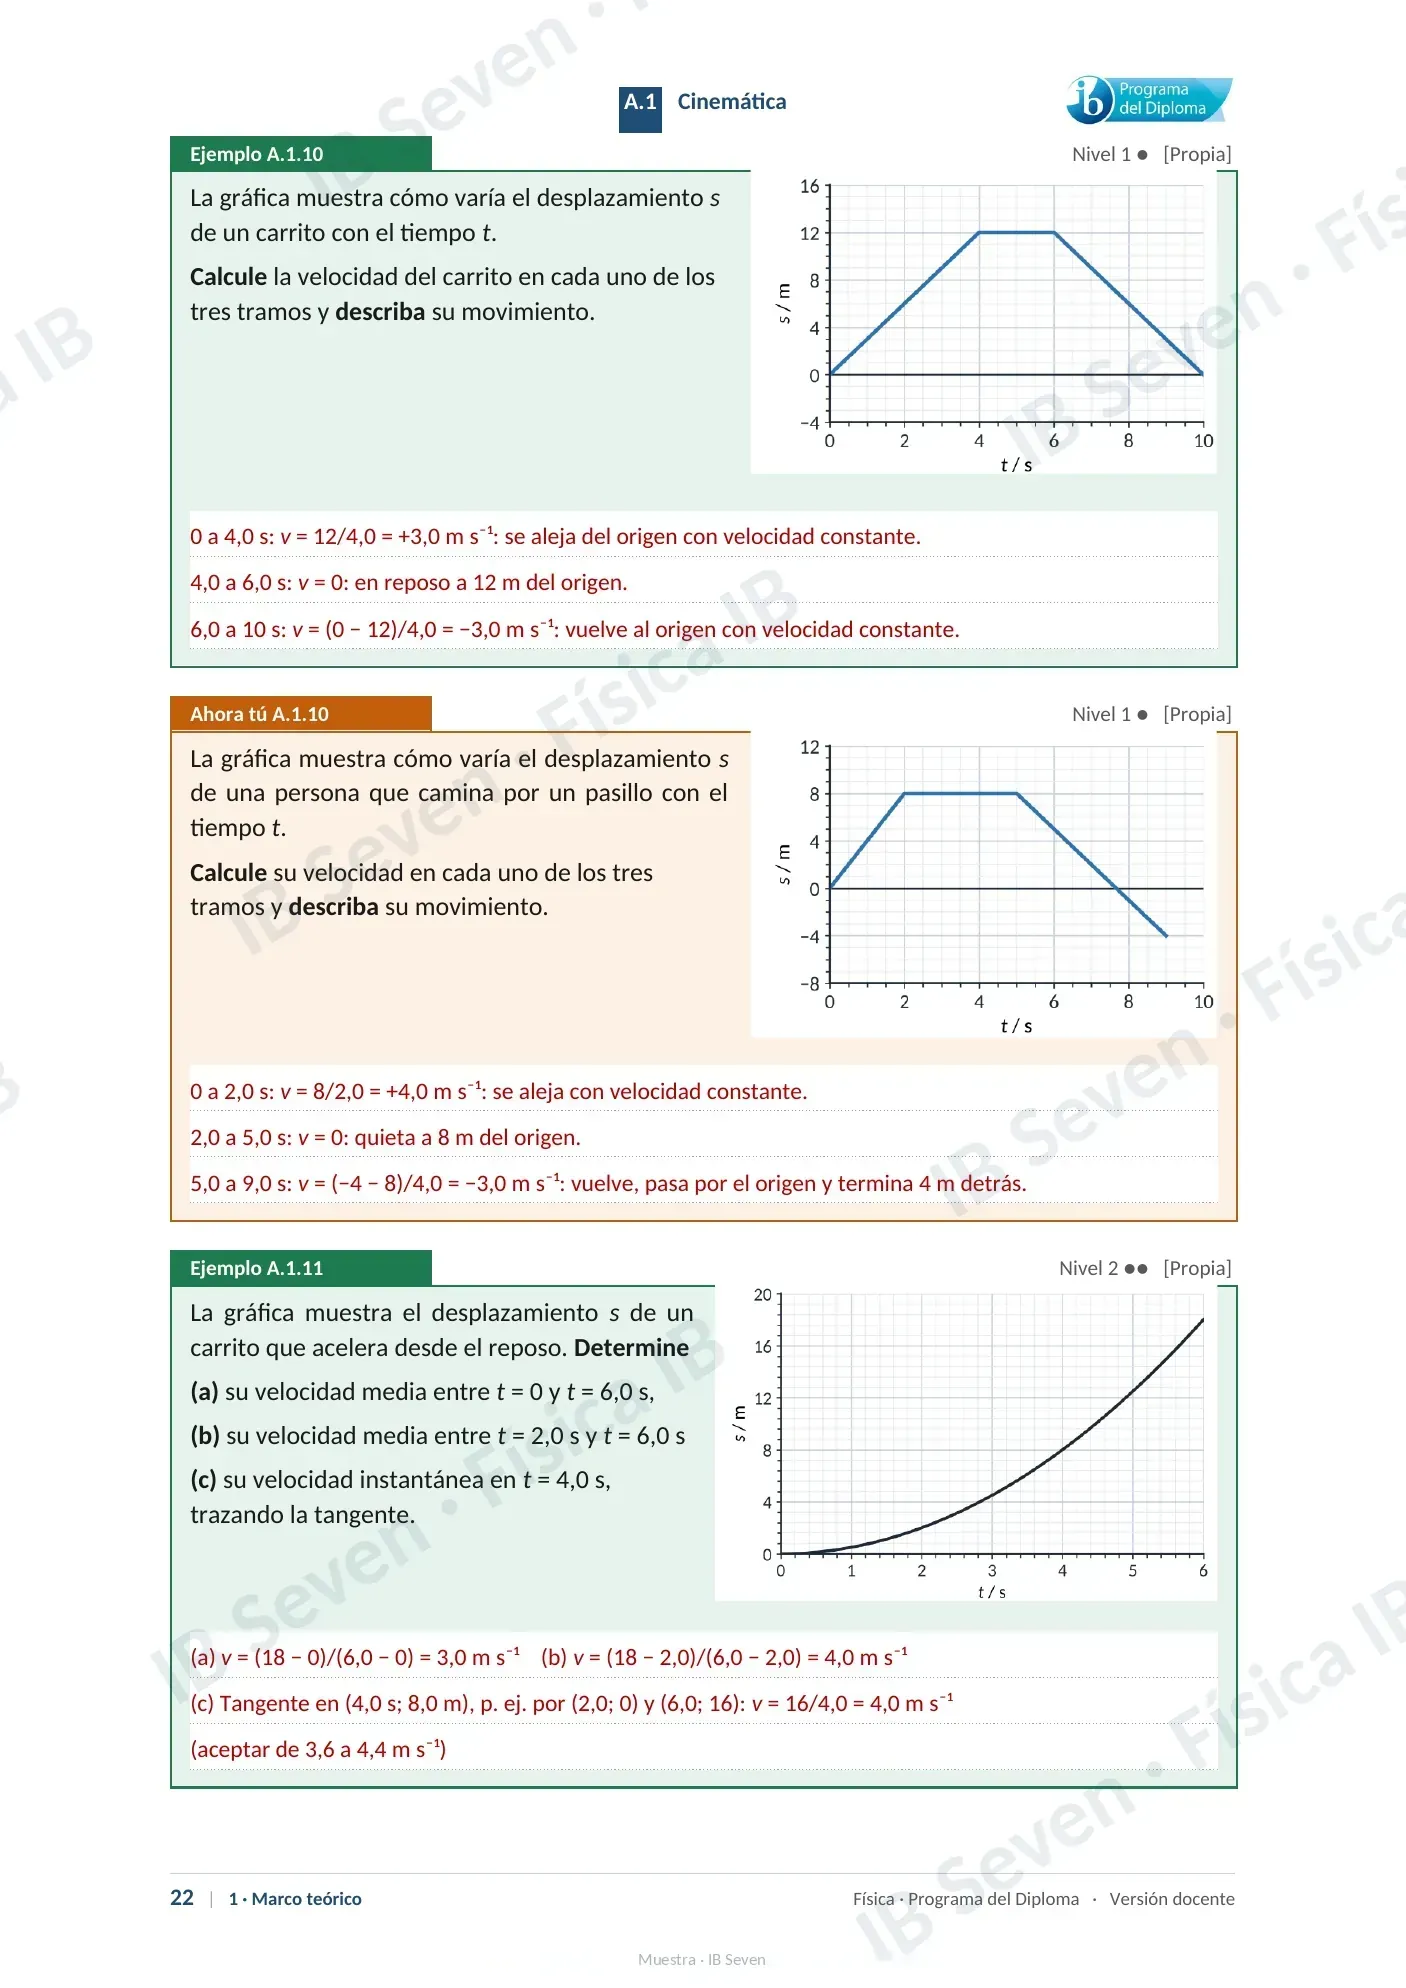 A.1 Cinemática
ib Programa del Diploma
Ejemplo A.1.10
Nivel 1 ● [Propia]
La gráfica muestra cómo varía el desplazamiento s
de un carrito con el tiempo t.
Calcule la velocidad del carrito en cada uno de los
tres tramos y describa su movimiento.
16
12
8
4
0
−4
s / m
0 2 4 6 8 10
t / s
0 a 4,0 s: v = 12/4,0 = +3,0 m s⁻¹: se aleja del origen con velocidad constante.
4,0 a 6,0 s: v = 0: en reposo a 12 m del origen.
6,0 a 10 s: v = (0 − 12)/4,0 = −3,0 m s⁻¹: vuelve al origen con velocidad constante.
Ahora tú A.1.10
Nivel 1 ● [Propia]
La gráfica muestra cómo varía el desplazamiento s
de una persona que camina por un pasillo con el
tiempo t.
Calcule su velocidad en cada uno de los tres
tramos y describa su movimiento.
12
8
4
0
−4
−8
s / m
0 2 4 6 8 10
t / s
0 a 2,0 s: v = 8/2,0 = +4,0 m s⁻¹: se aleja con velocidad constante.
2,0 a 5,0 s: v = 0: quieta a 8 m del origen.
5,0 a 9,0 s: v = (−4 − 8)/4,0 = −3,0 m s⁻¹: vuelve, pasa por el origen y termina 4 m detrás.
Ejemplo A.1.11
Nivel 2 ●● [Propia]
La gráfica muestra el desplazamiento s de un
carrito que acelera desde el reposo. Determine
(a) su velocidad media entre t = 0 y t = 6,0 s,
(b) su velocidad media entre t = 2,0 s y t = 6,0 s
(c) su velocidad instantánea en t = 4,0 s,
trazando la tangente.
20
16
12
8
4
0
s / m
0 1 2 3 4 5 6
t / s
(a) v = (18 − 0)/(6,0 − 0) = 3,0 m s⁻¹ (b) v = (18 − 2,0)/(6,0 − 2,0) = 4,0 m s⁻¹
(c) Tangente en (4,0 s; 8,0 m), p. ej. por (2,0; 0) y (6,0; 16): v = 16/4,0 = 4,0 m s⁻¹
(aceptar de 3,6 a 4,4 m s⁻¹)
22 | 1 · Marco teórico
Física · Programa del Diploma · Versión docente
Muestra · IB Seven
IB Seven · Física IB